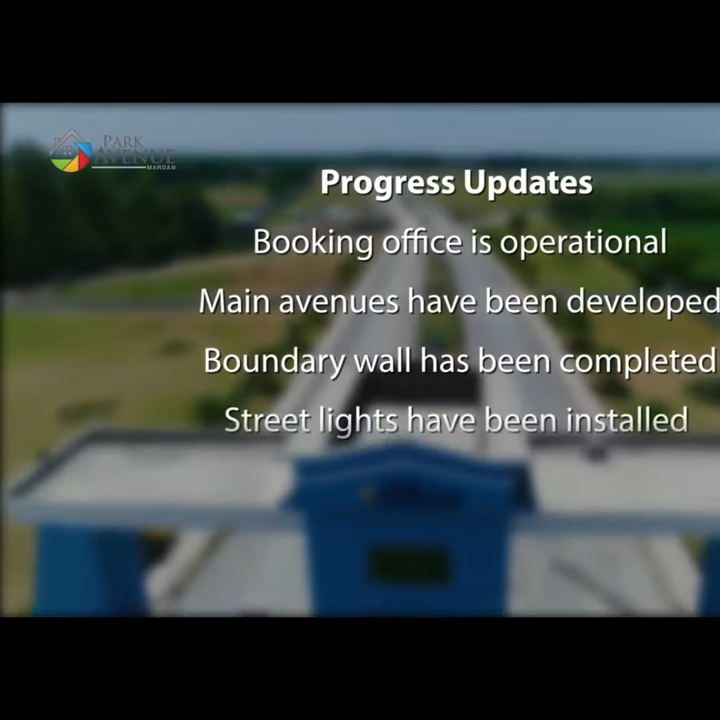 PARK
AVENUE
MARDAN
Progress Updates
Booking office is operational
Main avenues have been developed
Boundary wall has been completed
Street lights have been installed